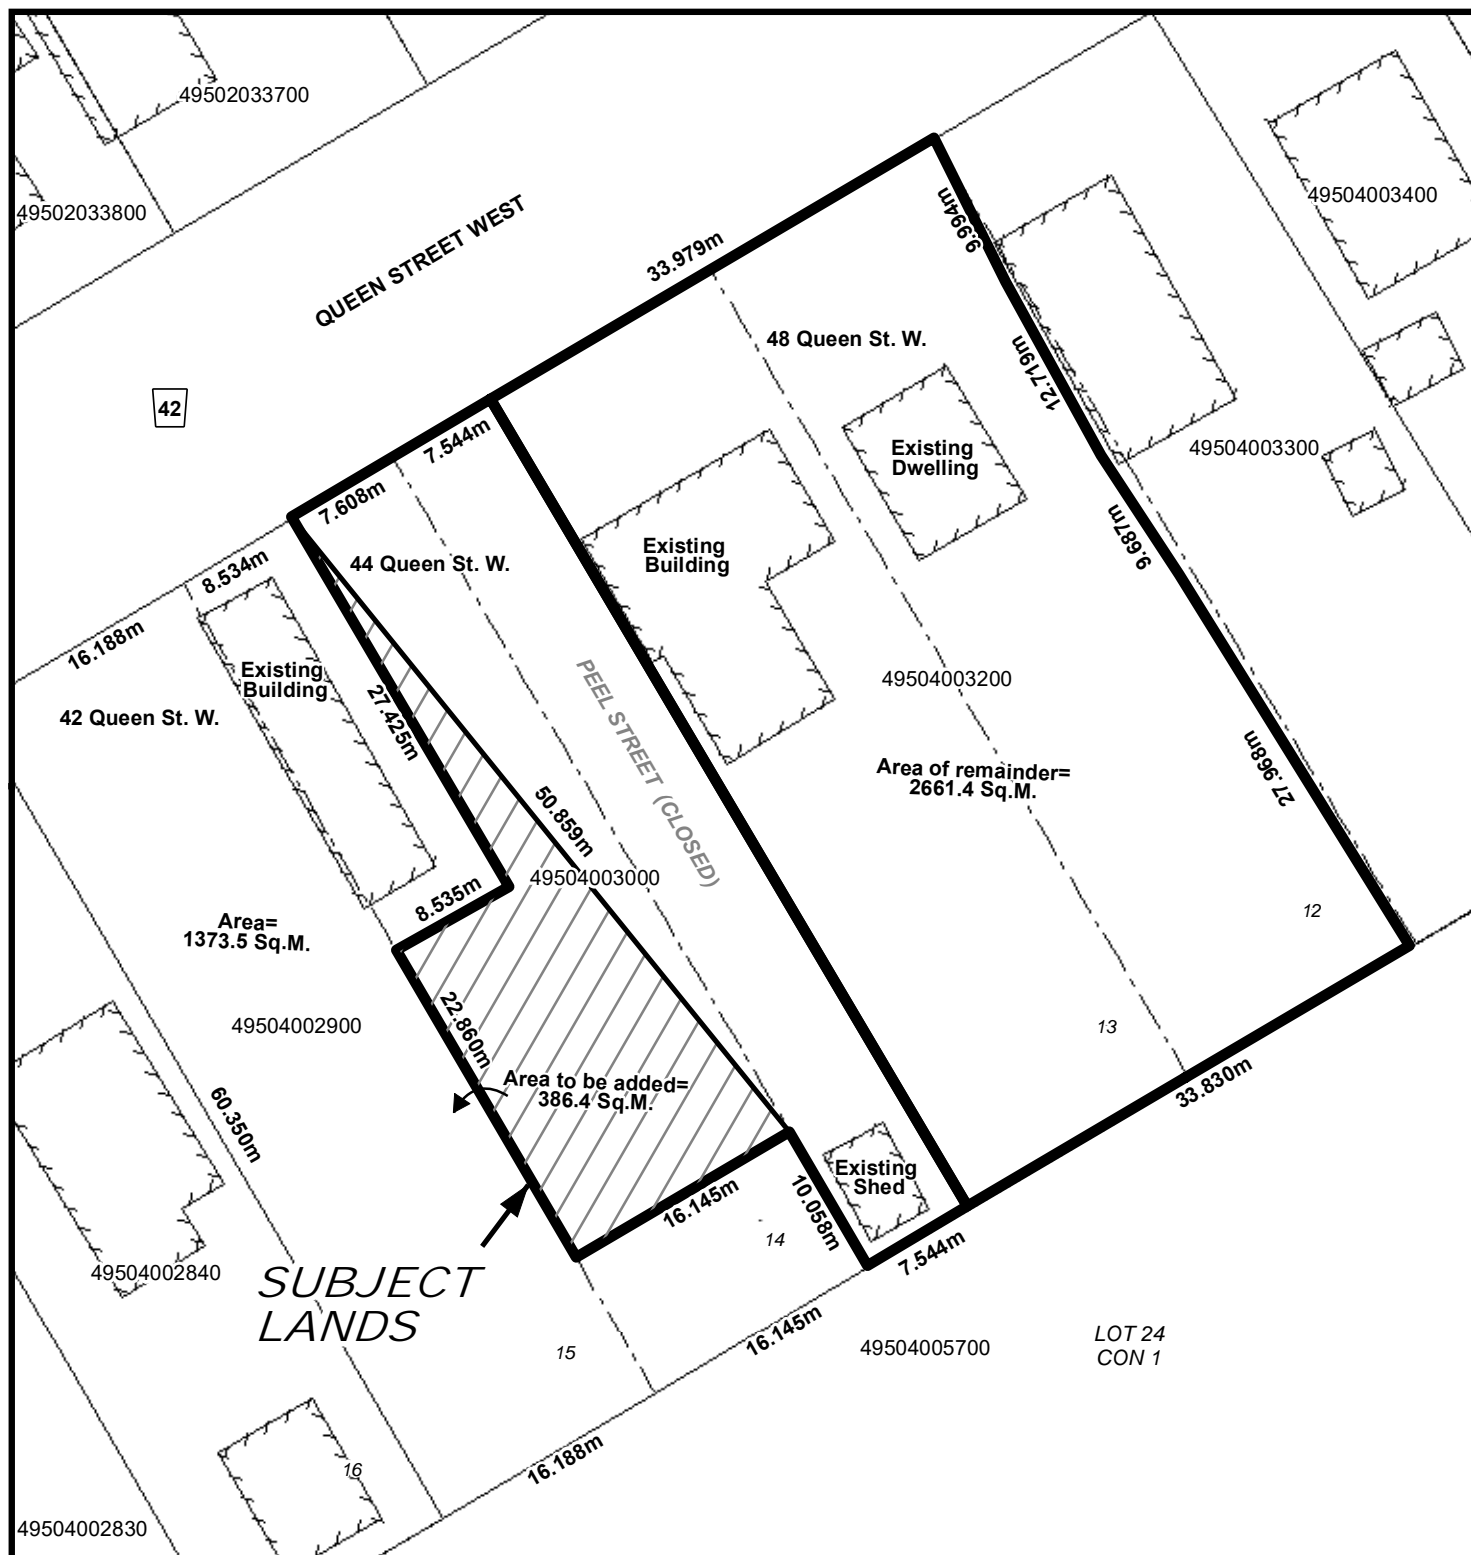 49502033700
49502033800
49504003400
QUEEN STREET WEST
33.979m
9.994m
48 Queen St. W.
12.719m
42
7.544m
7.608m
Existing
Dwelling
49504003300
8.534m
44 Queen St. W.
Existing
Building
9.687m
16.188m
Existing
Building
42 Queen St. W.
27.425m
PEEL STREET (CLOSED)
49504003200
Area of remainder=
2661.4 Sq.M.
27.968m
50.859m
49504003000
8.535m
Area=
1373.5 Sq.M.
12
49504002900
22.860m
13
Area to be added=
386.4 Sq.M.
60.350m
33.830m
Existing
Shed
16.145m
10.058m
14
7.544m
49504002840
SUBJECT
LANDS
16.145m
49504005700
LOT 24
CON 1
15
16.188m
16
49504002830